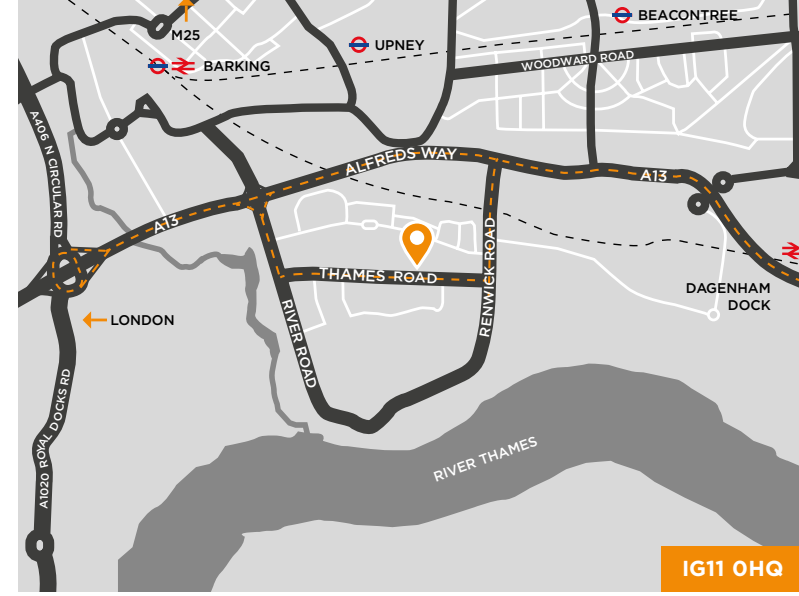 BEACONTREE
M25
UPNEY
BARKING
WOODWARD ROAD
A406 N CIRCULAR RD
ALFREDS WAY
A13
A13
THAMES ROAD
RENWICK ROAD
DAGENHAM
DOCK
LONDON
RIVER ROAD
A1020 ROYAL DOCKS RD
RIVER THAMES
IG11 0HQ